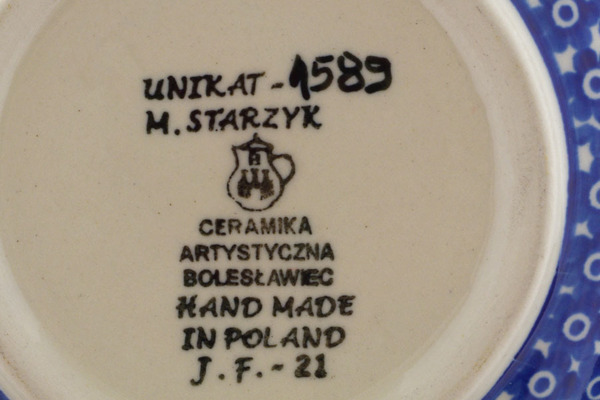 UNIKAT - 1589
M. STARZYK
CERAMIKA
ARTYSTYCZNA
BOLESŁAWIEC
HAND MADE
IN POLAND
J. F. - 21